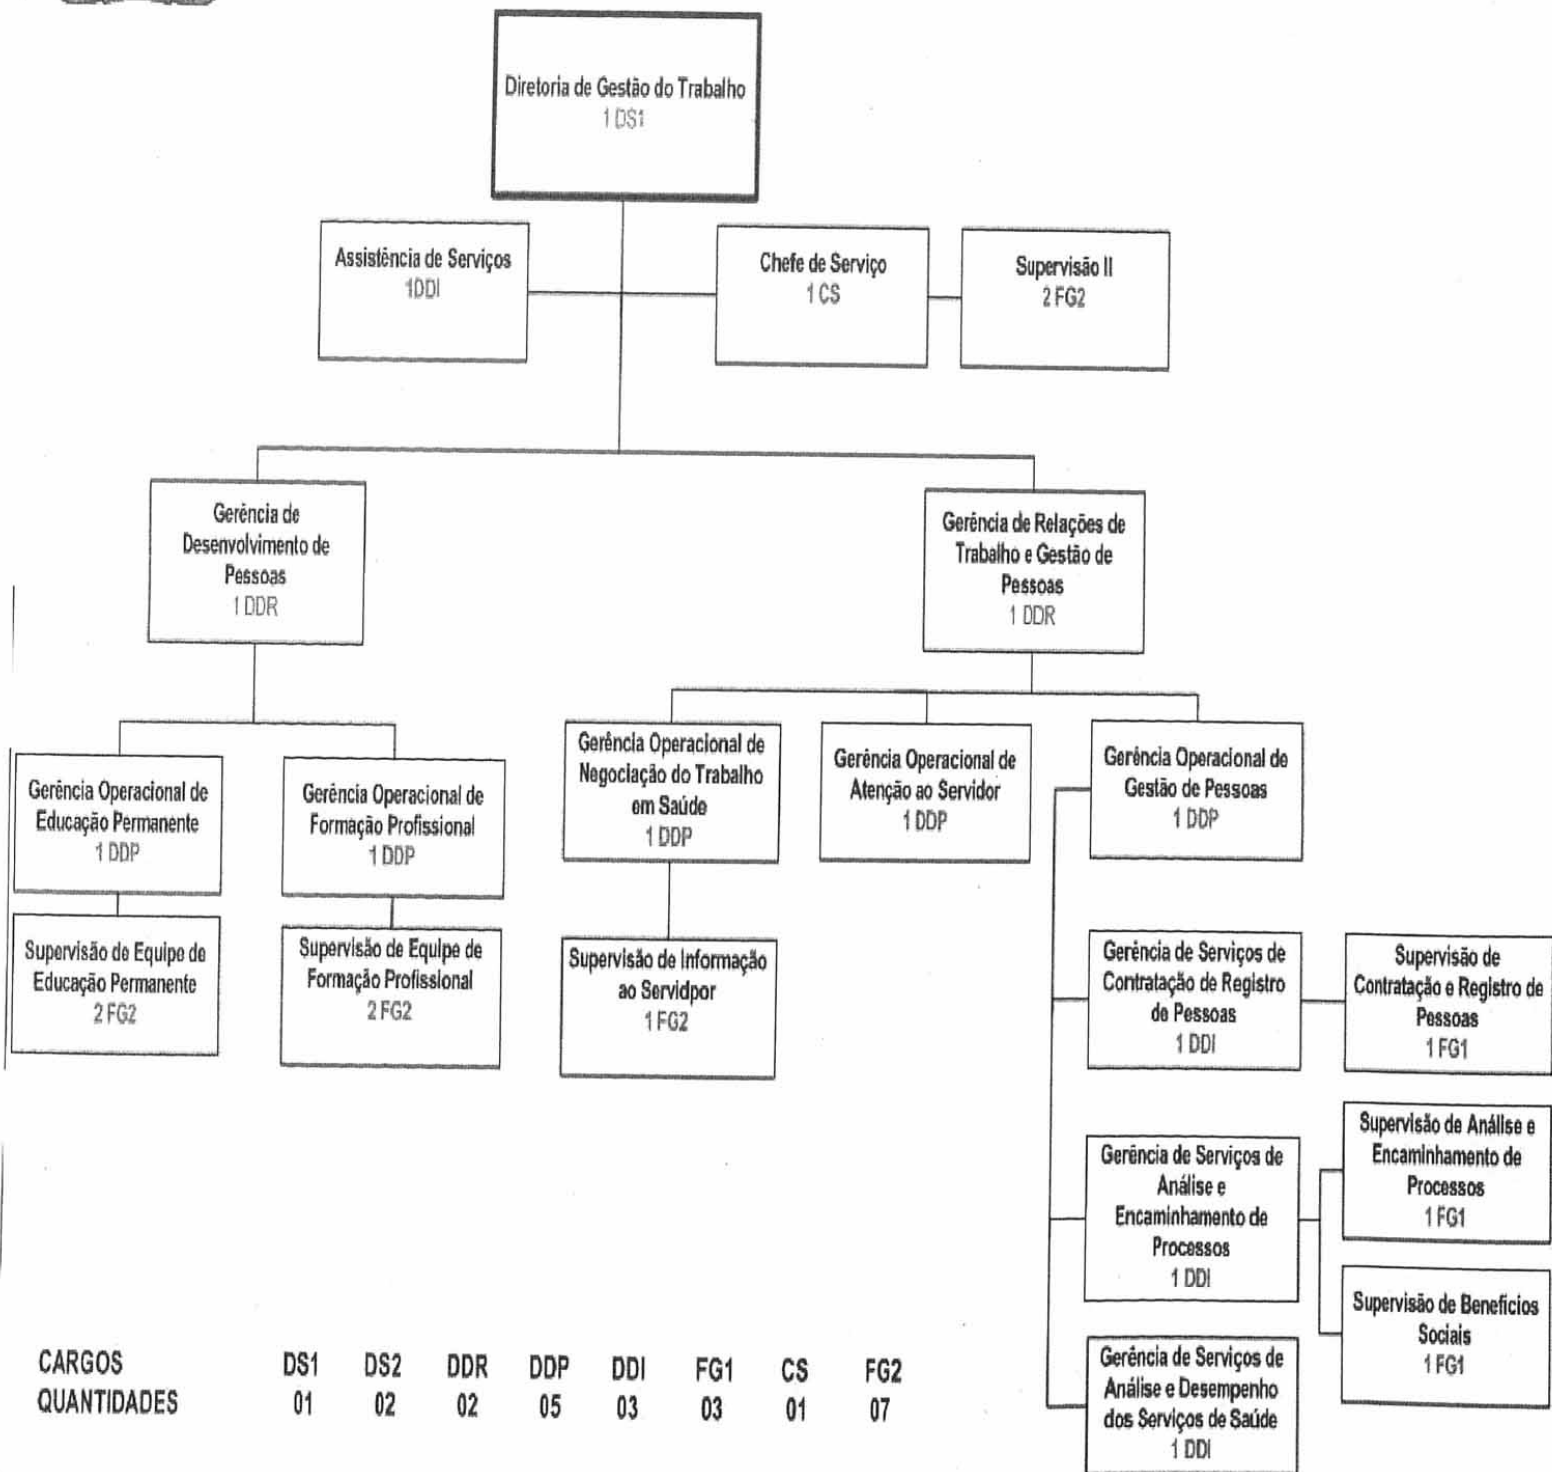 Diretoria de Gestão do Trabalho
1 DS1
Assistência de Serviços
1DDI
Chefe de Serviço
1 CS
Supervisão II
2 FG2
Gerência de
Desenvolvimento de
Pessoas
1 DDR
Gerência de Relações de
Trabalho e Gestão de
Pessoas
1 DDR
Gerência Operacional de
Educação Permanente
1 DDP
Gerência Operacional de
Formação Profissional
1 DDP
Gerência Operacional de
Negociação do Trabalho
em Saúde
1 DDP
Gerência Operacional de
Atenção ao Servidor
1 DDP
Gerência Operacional de
Gestão de Pessoas
1 DDP
Supervisão de Equipe de
Educação Permanente
2 FG2
Supervisão de Equipe de
Formação Profissional
2 FG2
Supervisão de Informação
ao Servidpor
1 FG2
Gerência de Serviços de
Contratação de Registro
de Pessoas
1 DDI
Supervisão de
Contratação e Registro de
Pessoas
1 FG1
Gerência de Serviços de
Análise e
Encaminhamento de
Processos
1 DDI
Supervisão de Análise e
Encaminhamento de
Processos
1 FG1
Supervisão de Benefícios
Sociais
1 FG1
Gerência de Serviços de
Análise e Desempenho
dos Serviços de Saúde
1 DDI
CARGOS DS1 DS2 DDR DDP DDI FG1 CS FG2
QUANTIDADES 01 02 02 05 03 03 01 07